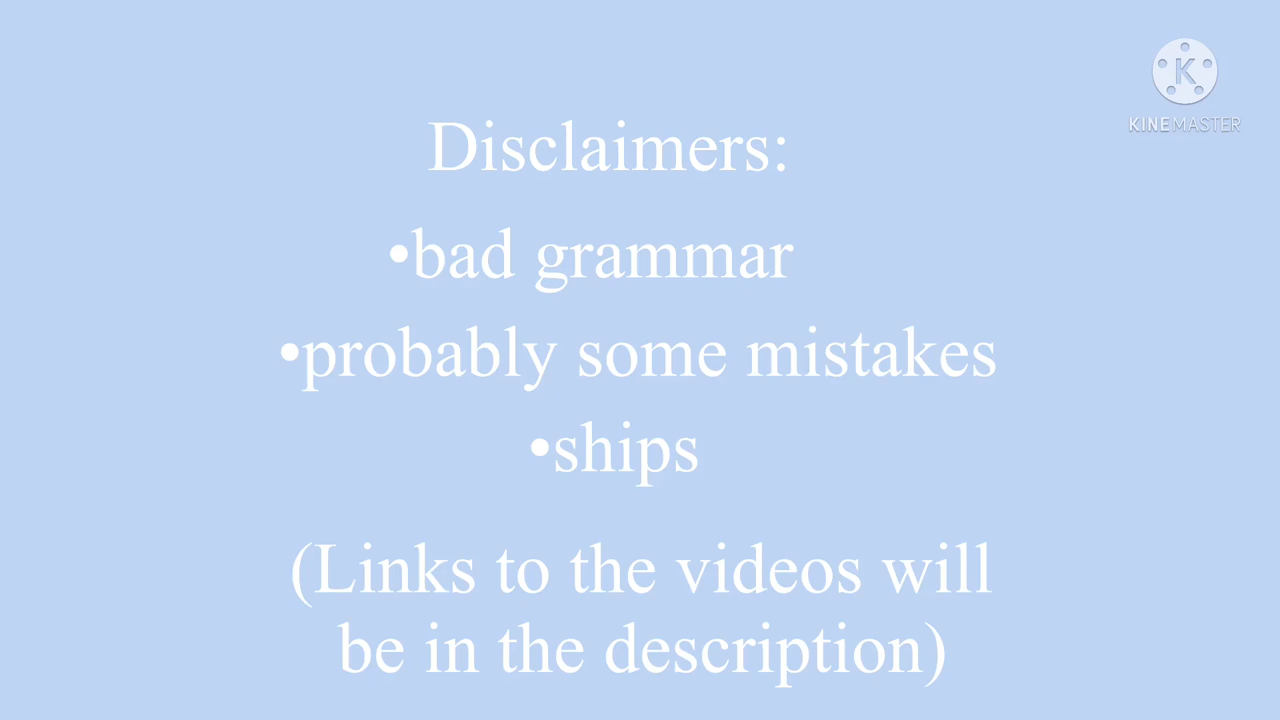 K
KINEMASTER
Disclaimers:
•bad grammar
•probably some mistakes
•ships
(Links to the videos will
be in the description)